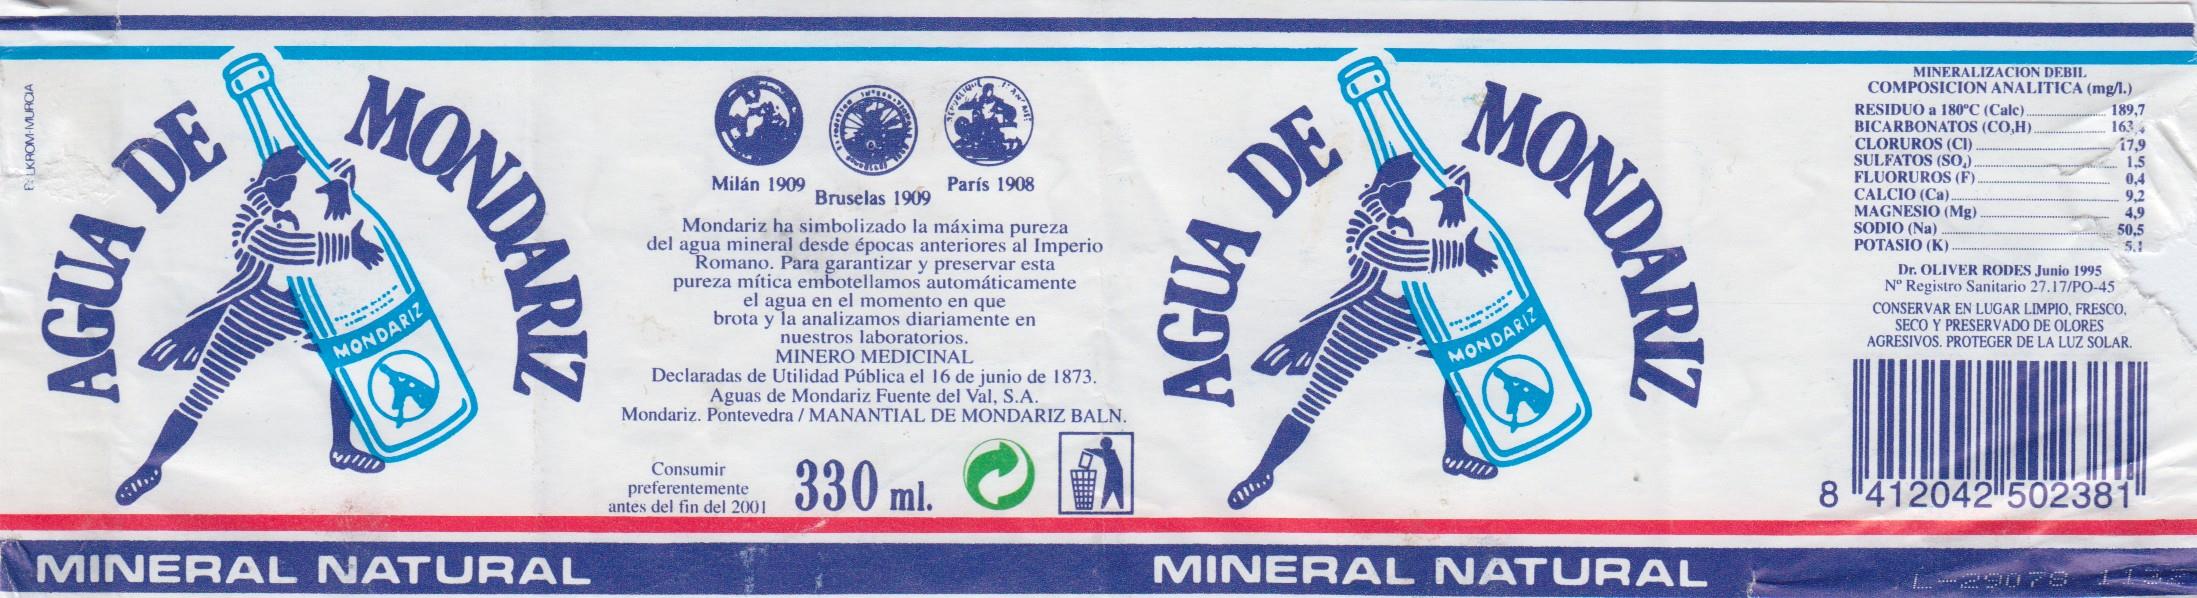 AGUA DE MONDARIZ
MONDARIZ
MINERAL NATURAL
Milán 1909
Bruselas 1909
París 1908
Mondariz ha simbolizado la máxima pureza
del agua mineral desde épocas anteriores al Imperio
Romano. Para garantizar y preservar esta
pureza mítica embotellamos automáticamente
el agua en el momento en que
brota y la analizamos diariamente en
nuestros laboratorios.
MINERO MEDICINAL
Declaradas de Utilidad Pública el 16 de junio de 1873.
Aguas de Mondariz Fuente del Val, S.A.
Mondariz. Pontevedra / MANANTIAL DE MONDARIZ BALN.
Consumir
preferentemente
antes del fin del 2001
330 ml.
AGUA DE MONDARIZ
MONDARIZ
MINERAL NATURAL
MINERALIZACION DEBIL
COMPOSICION ANALITICA (mg/l.)
RESIDUO a 180ºC (Calc) 189,7
BICARBONATOS (CO₃H)
CLORUROS (Cl) 17,9
SULFATOS (SO₄) 1,5
FLUORUROS (F) 0,4
CALCIO (Ca) 9,2
MAGNESIO (Mg) 4,9
SODIO (Na) 50,5
POTASIO (K) 5,1
Dr. OLIVER RODES Junio 1995
Nº Registro Sanitario 27.17/PO-45
CONSERVAR EN LUGAR LIMPIO, FRESCO,
SECO Y PRESERVADO DE OLORES
AGRESIVOS. PROTEGER DE LA LUZ SOLAR.
8 412042 502381